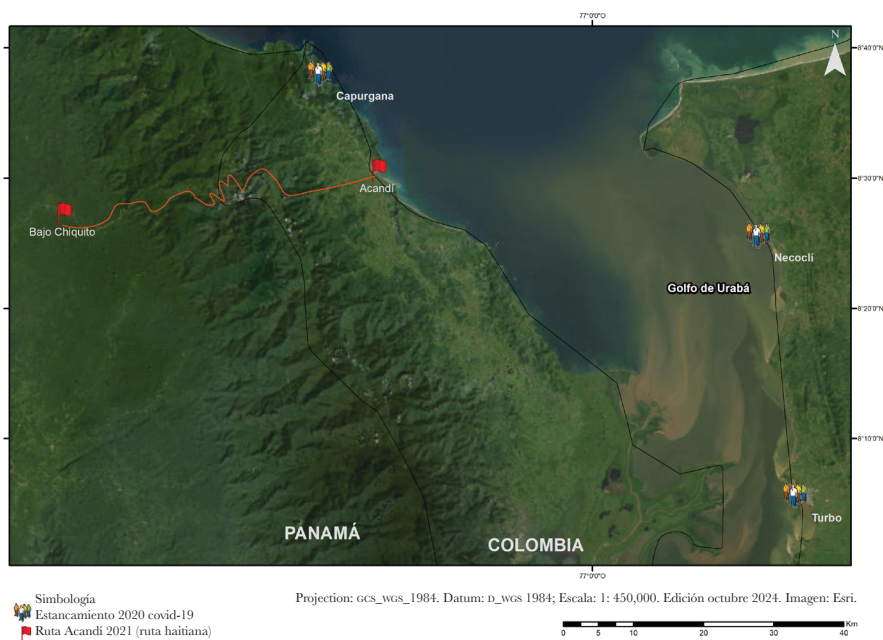 77°0'0"O
8°40'0"N
N
Capurgana
8°30'0"N
Acandí
Bajo Chiquito
Necoclí
Golfo de Urabá
8°20'0"N
8°10'0"N
Turbo
PANAMÁ
COLOMBIA
77°0'0"O
Simbología
Estancamiento 2020 covid-19
Ruta Acandí 2021 (ruta haitiana)
Projection: GCS_WGS_1984. Datum: D_WGS 1984; Escala: 1: 450,000. Edición octubre 2024. Imagen: Esri.
Km
0 5 10 20 30 40